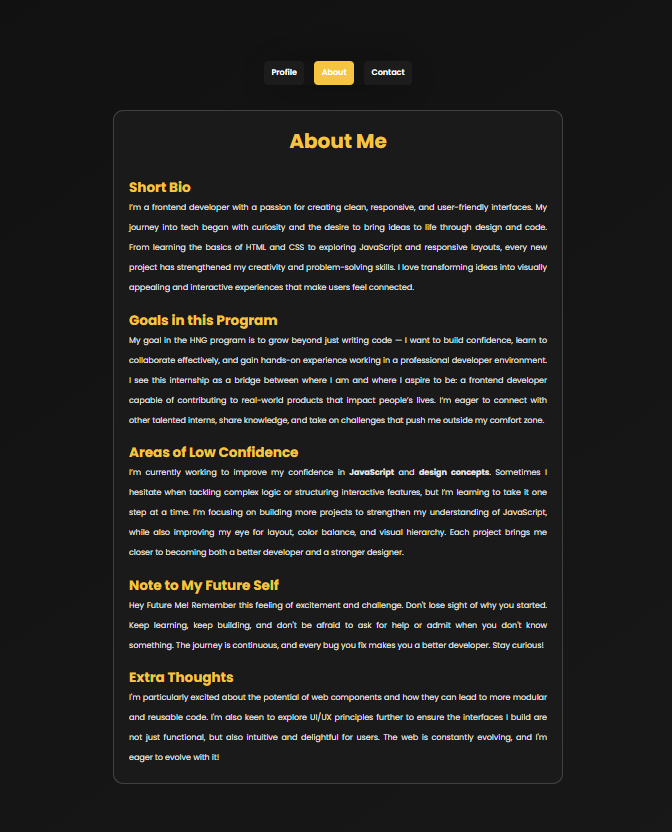 Profile About Contact
About Me
Short Bio
I'm a frontend developer with a passion for creating clean, responsive, and user-friendly interfaces. My
journey into tech began with curiosity and the desire to bring ideas to life through design and code.
From learning the basics of HTML and CSS to exploring JavaScript and responsive layouts, every new
project has strengthened my creativity and problem-solving skills. I love transforming ideas into visually
appealing and interactive experiences that make users feel connected.
Goals in this Program
My goal in the HNG program is to grow beyond just writing code — I want to build confidence, learn to
collaborate effectively, and gain hands-on experience working in a professional developer environment.
I see this internship as a bridge between where I am and where I aspire to be: a frontend developer
capable of contributing to real-world products that impact people's lives. I'm eager to connect with
other talented interns, share knowledge, and take on challenges that push me outside my comfort zone.
Areas of Low Confidence
I'm currently working to improve my confidence in JavaScript and design concepts. Sometimes I
hesitate when tackling complex logic or structuring interactive features, but I'm learning to take it one
step at a time. I'm focusing on building more projects to strengthen my understanding of JavaScript,
while also improving my eye for layout, color balance, and visual hierarchy. Each project brings me
closer to becoming both a better developer and a stronger designer.
Note to My Future Self
Hey Future Me! Remember this feeling of excitement and challenge. Don't lose sight of why you started.
Keep learning, keep building, and don't be afraid to ask for help or admit when you don't know
something. The journey is continuous, and every bug you fix makes you a better developer. Stay curious!
Extra Thoughts
I'm particularly excited about the potential of web components and how they can lead to more modular
and reusable code. I'm also keen to explore UI/UX principles further to ensure the interfaces I build are
not just functional, but also intuitive and delightful for users. The web is constantly evolving, and I'm
eager to evolve with it!